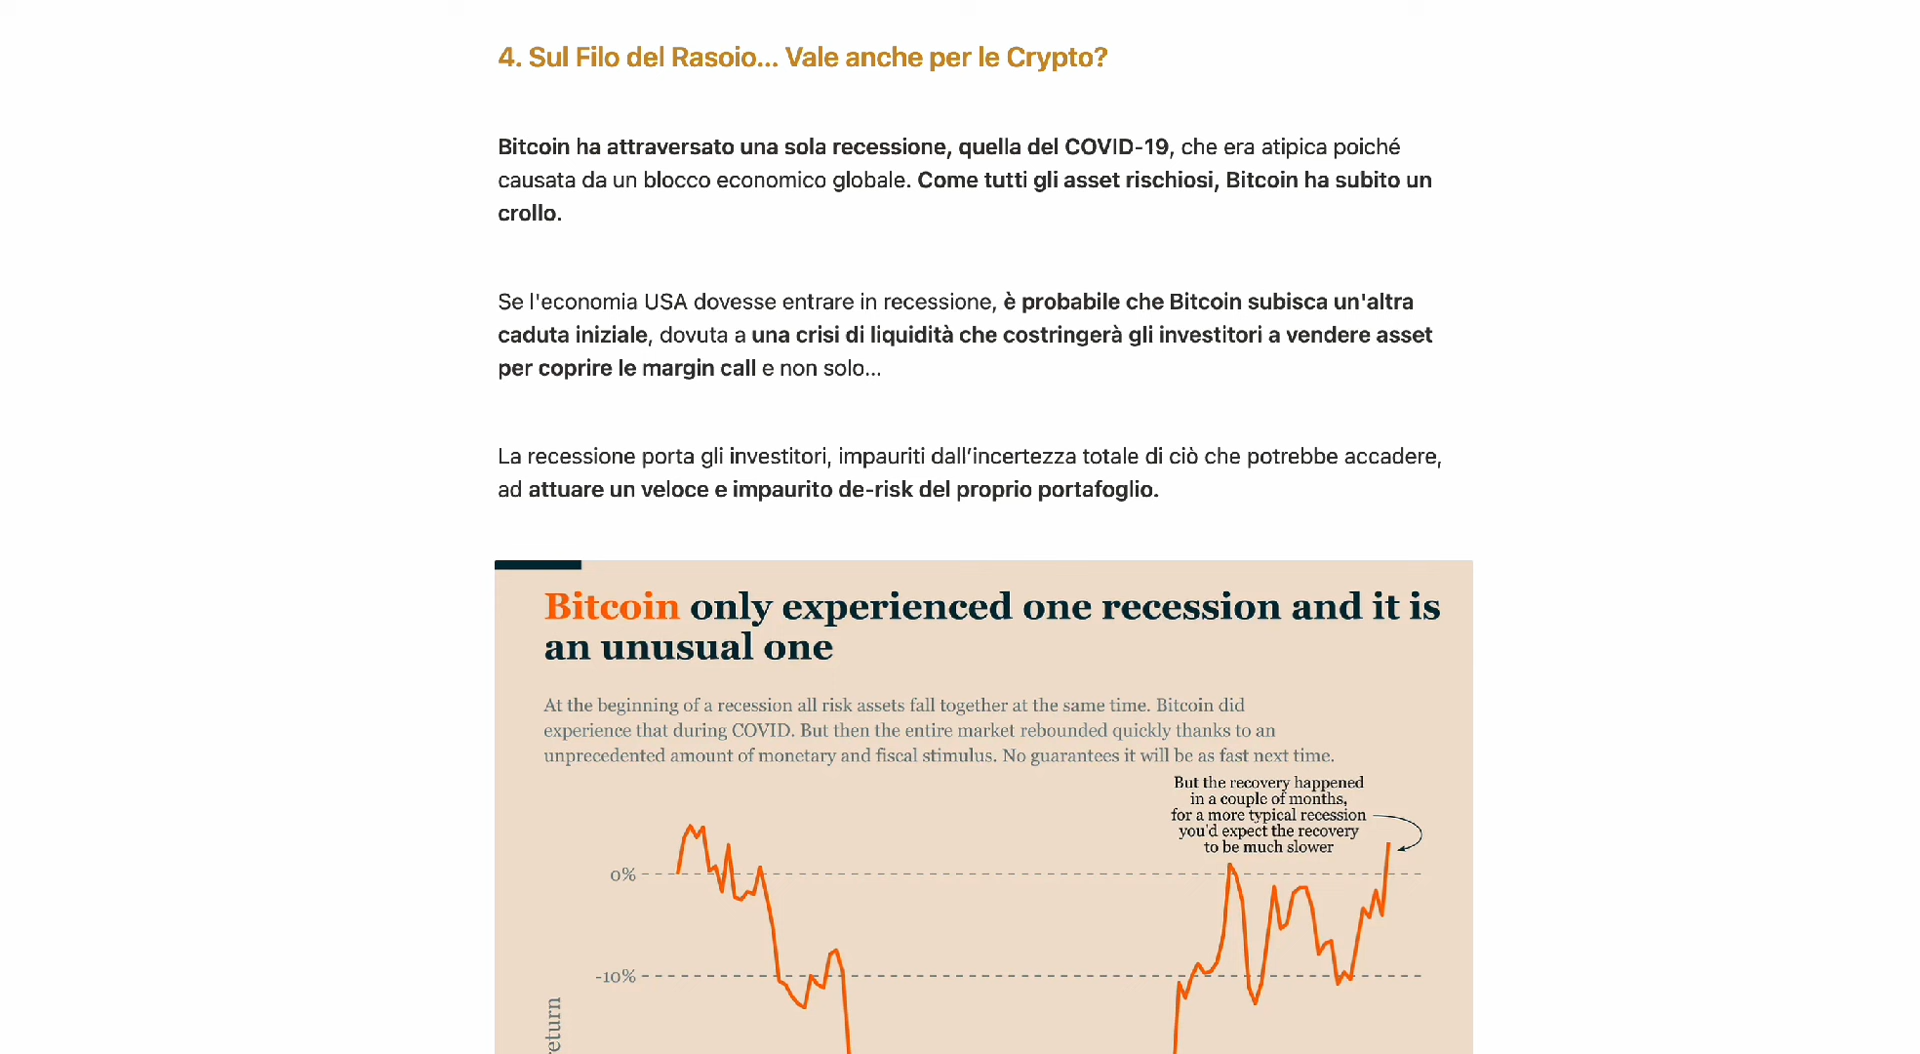 4. Sul Filo del Rasoio... Vale anche per le Crypto?
Bitcoin ha attraversato una sola recessione, quella del COVID-19, che era atipica poiché
causata da un blocco economico globale. Come tutti gli asset rischiosi, Bitcoin ha subito un
crollo.
Se l'economia USA dovesse entrare in recessione, è probabile che Bitcoin subisca un'altra
caduta iniziale, dovuta a una crisi di liquidità che costringerà gli investitori a vendere asset
per coprire le margin call e non solo...
La recessione porta gli investitori, impauriti dall’incertezza totale di ciò che potrebbe accadere,
ad attuare un veloce e impaurito de-risk del proprio portafoglio.
Bitcoin only experienced one recession and it is
an unusual one
At the beginning of a recession all risk assets fall together at the same time. Bitcoin did
experience that during COVID. But then the entire market rebounded quickly thanks to an
unprecedented amount of monetary and fiscal stimulus. No guarantees it will be as fast next time.
But the recovery happened
in a couple of months,
for a more typical recession
you'd expect the recovery
to be much slower
0%
-10%